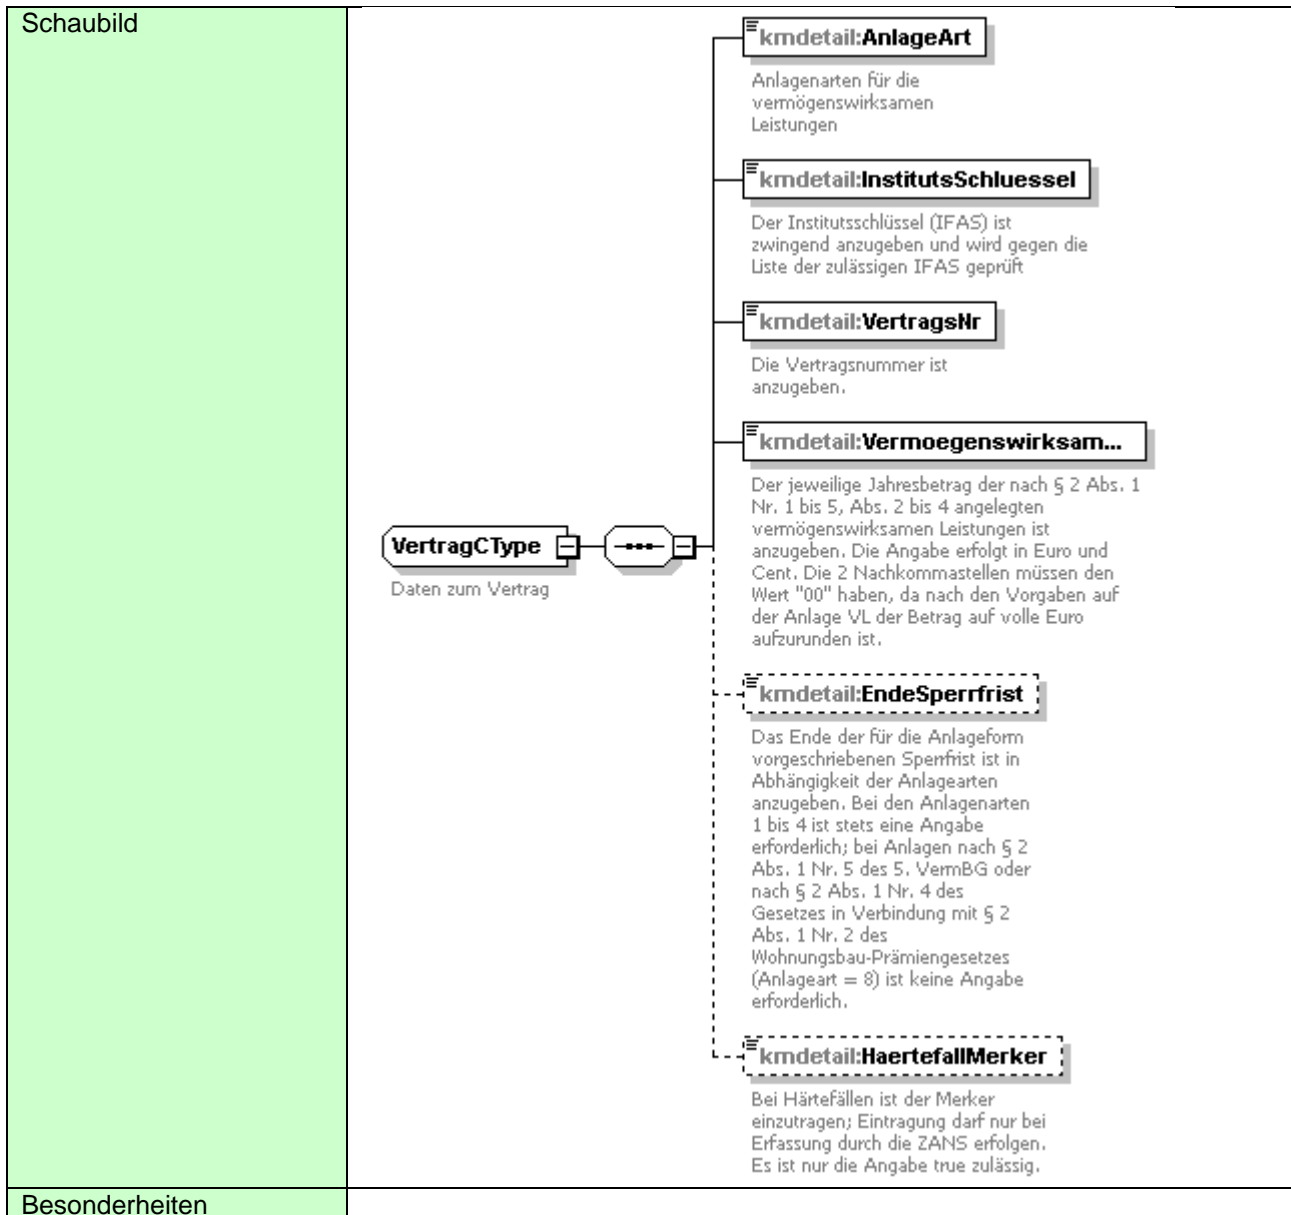 Schaubild
kmdetail:AnlageArt
Anlagenarten für die
vermögenswirksamen
Leistungen
kmdetail:InstitutsSchluessel
Der Institutsschlüssel (IFAS) ist
zwingend anzugeben und wird gegen die
Liste der zulässigen IFAS geprüft
kmdetail:VertragsNr
Die Vertragsnummer ist
anzugeben.
kmdetail:Vermoegenswirksam...
Der jeweilige Jahresbetrag der nach § 2 Abs. 1
Nr. 1 bis 5, Abs. 2 bis 4 angelegten
vermögenswirksamen Leistungen ist
anzugeben. Die Angabe erfolgt in Euro und
Cent. Die 2 Nachkommastellen müssen den
Wert "00" haben, da nach den Vorgaben auf
der Anlage VL der Betrag auf volle Euro
aufzurunden ist.
VertragCType
Daten zum Vertrag
kmdetail:EndeSperrfrist
Das Ende der für die Anlageform
vorgeschriebenen Sperrfrist ist in
Abhängigkeit der Anlagearten
anzugeben. Bei den Anlagenarten
1 bis 4 ist stets eine Angabe
erforderlich; bei Anlagen nach § 2
Abs. 1 Nr. 5 des 5. VermBG oder
nach § 2 Abs. 1 Nr. 4 des
Gesetzes in Verbindung mit § 2
Abs. 1 Nr. 2 des
Wohnungsbau-Prämiengesetzes
(Anlageart = 8) ist keine Angabe
erforderlich.
kmdetail:HaertefallMerker
Bei Härtefällen ist der Merker
einzutragen; Eintragung darf nur bei
Erfassung durch die ZANS erfolgen.
Es ist nur die Angabe true zulässig.
Besonderheiten